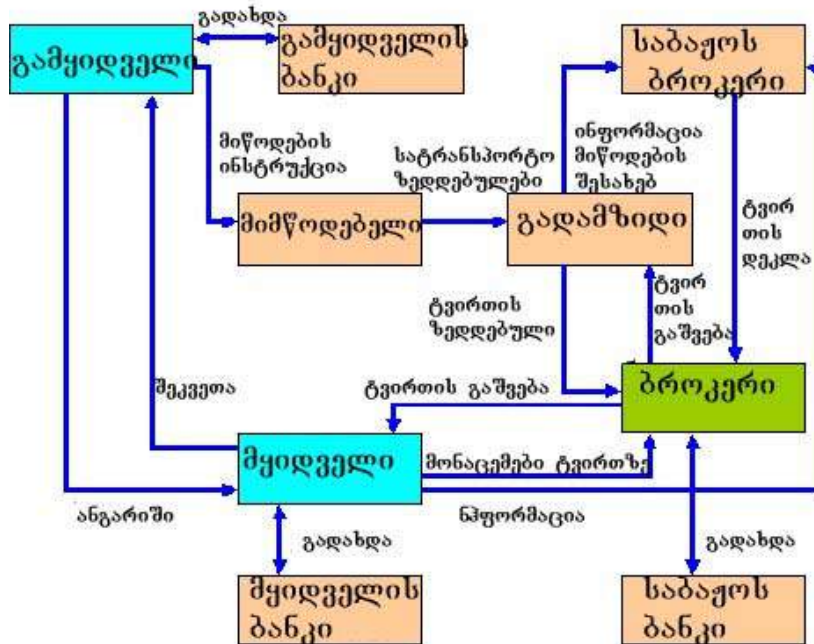 გადახდა
გამყიდველი
გამყიდველის
ბანკი
საბაჟოს
ბროკერი
მიწოდების
ინსტრუქცია
სატრანსპორტო
ზედდებულები
ინფორმაცია
მიწოდების
შესახებ
მიმწოდებელი
გადამზიდი
ტვირ
თის
დეკლა
ტვირთის
ზედდებული
ტვირ
თის
გაშვება
შეკვეთა
ტვირთის გაშვება
ბროკერი
მყიდველი
მონაცემები ტვირთზე
ანგარიში
ნჰფორმაცია
გადახდა
გადახდა
მყიდველის
ბანკი
საბაჟოს
ბანკი